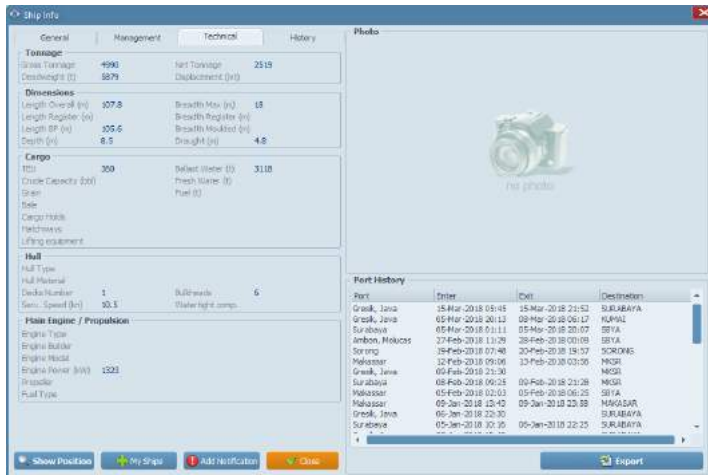 Ship Info
General Management Technical History
Tonnage
Gross Tonnage 4990 Net Tonnage 2519
Deadweight (t) 6879 Displacement (lnt)
Dimensions
Length Overall (m) 107.8 Breadth Max (m) 18
Length Register (m) Breadth Register (m)
Length BP (m) 105.6 Breadth Moulded (m)
Depth (m) 8.5 Draught (m) 4.8
Cargo
TEU 360 Ballast Water (t) 3118
Crude Capacity (bbl) Fresh Water (t)
Grain Fuel (t)
Bale
Cargo Holds
Hatchways
Lifting equipment
Hull
Hull Type
Hull Material
Decks Number 1 Bulkheads 6
Serv. Speed (kn) 10.5 Watertight comp.
Main Engine / Propulsion
Engine Type
Engine Builder
Engine Model
Engine Power (kW) 1323
Propeller
Fuel Type
Show Position My Ships Add Notification Close
Photo
no photo
Port History
Port Enter Exit Destination
Gresik, Java 15-Mar-2018 05:45 15-Mar-2018 21:52 SURABAYA
Gresik, Java 05-Mar-2018 20:13 08-Mar-2018 06:17 KUMAI
Surabaya 05-Mar-2018 01:11 05-Mar-2018 20:07 SBYA
Ambon, Molucas 27-Feb-2018 11:29 28-Feb-2018 00:09 SBYA
Sorong 19-Feb-2018 07:48 20-Feb-2018 19:57 SORONG
Makassar 12-Feb-2018 09:06 13-Feb-2018 03:56 MKSR
Gresik, Java 09-Feb-2018 21:30 MKSR
Surabaya 08-Feb-2018 09:25 09-Feb-2018 21:28 MKSR
Makassar 05-Feb-2018 02:03 05-Feb-2018 06:25 SBYA
Makassar 09-Jan-2018 13:43 09-Jan-2018 23:58 MAKASAR
Gresik, Java 06-Jan-2018 22:30 SURABAYA
Surabaya 05-Jan-2018 10:16 06-Jan-2018 22:25 SURABAYA
Export